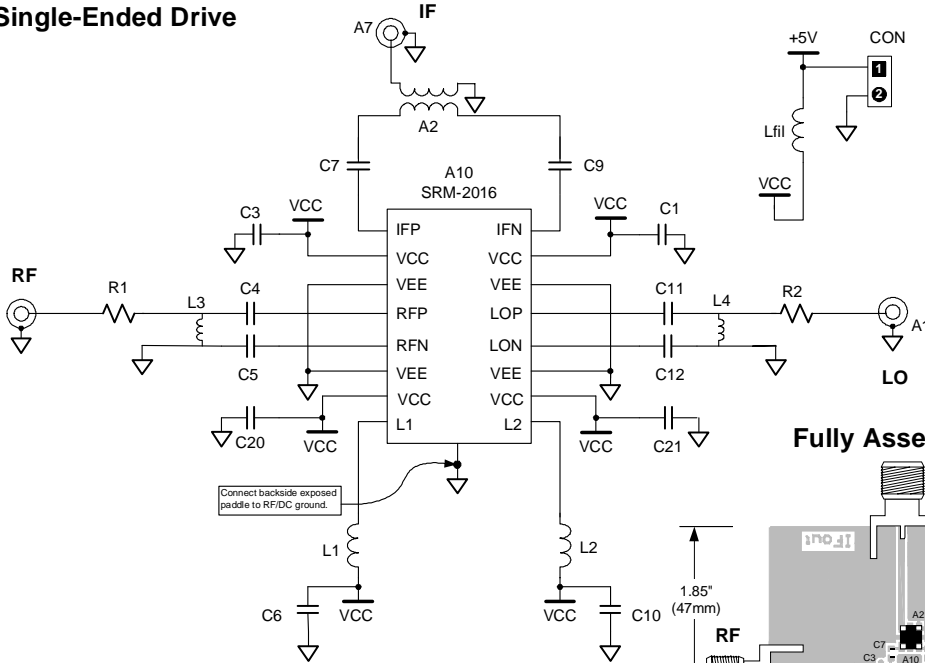 Single-Ended Drive
IF
A7
+5V
CON
1
2
Lfil
VCC
A2
C7
C9
A10
SRM-2016
C3
VCC
VCC
C1
IFP
IFN
VCC
VCC
VEE
VEE
RF
R1
L3
C4
RFP
LOP
C11
L4
R2
A1
RFN
LON
C5
C12
LO
VEE
VEE
VCC
VCC
L1
L2
C20
VCC
VCC
C21
Fully Asse
Connect backside exposed
paddle to RF/DC ground.
IFout
L1
L2
1.85"
(47mm)
C6
VCC
VCC
C10
RF
A2
C7
C3
A10